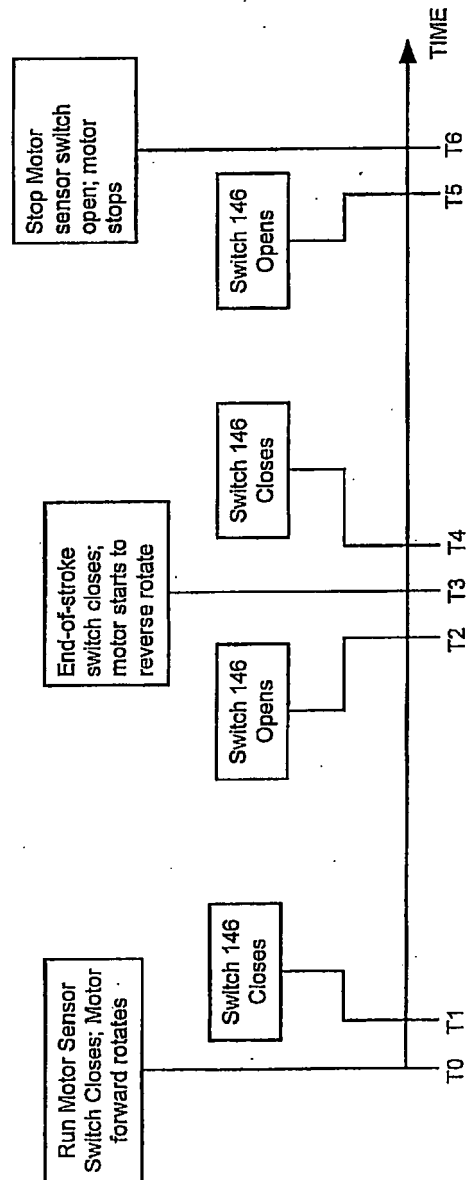 Run Motor Sensor
Switch Closes; Motor
forward rotates
Switch 146
Closes
End-of-stroke
switch closes;
motor starts to
reverse rotate
Switch 146
Opens
Switch 146
Closes
Stop Motor
sensor switch
open; motor
stops
Switch 146
Opens
T0
T1
T2
T3
T4
T5
T6
TIME